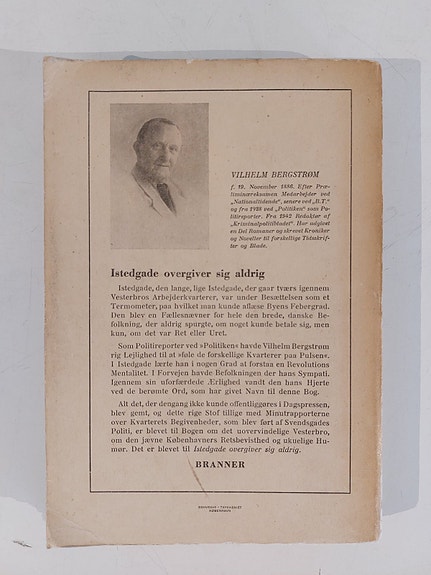 VILHELM BERGSTRØM
f. 19. November 1886. Efter Præ-
liminæreksamen Medarbejder ved
„Nationaltidende“, senere ved „B.T.“
og fra 1928 ved „Politiken“ som Po-
litireporter. Fra 1942 Redaktør af
„Kriminalpolitibladet“. Har udgivet
en Del Romaner og skrevet Kroniker
og Noveller til forskellige Tidsskrif-
ter og Blade.
Istedgade overgiver sig aldrig
Istedgade, den lange, lige Istedgade, der gaar tværs igennem
Vesterbros Arbejderkvarterer, var under Besættelsen som et
Termometer, paa hvilket man kunde aflæse Byens Febergrad.
Den blev en Fællesnævner for hele den brede, danske Be-
folkning, der aldrig spurgte, om noget kunde betale sig, men
kun, om det var Ret eller Uret.
Som Politireporter ved »Politiken« havde Vilhelm Bergstrøm
rig Lejlighed til at »føle de forskellige Kvarterer paa Pulsen«.
I Istedgade lærte han i nogen Grad at forstaa en Revolutions
Mentalitet. I Forvejen havde Befolkningen der hans Sympati.
Igennem sin uforfærdede Ærlighed vandt den hans Hjerte
ved de berømte Ord, som har givet Navn til denne Bog.
Alt det, der dengang ikke kunde offentliggøres i Dagspressen,
blev gemt, og dette rige Stof tillige med Minutrapporterne
over Kvarterets Begivenheder, som blev ført af Svendsgades
Politi, er blevet til Bogen om det uovervindelige Vesterbro,
om den jævne Københavners Retsbevisthed og ukuelige Hu-
mør. Det er blevet til Istedgade overgiver sig aldrig.
BRANNER
KØBENHAVN